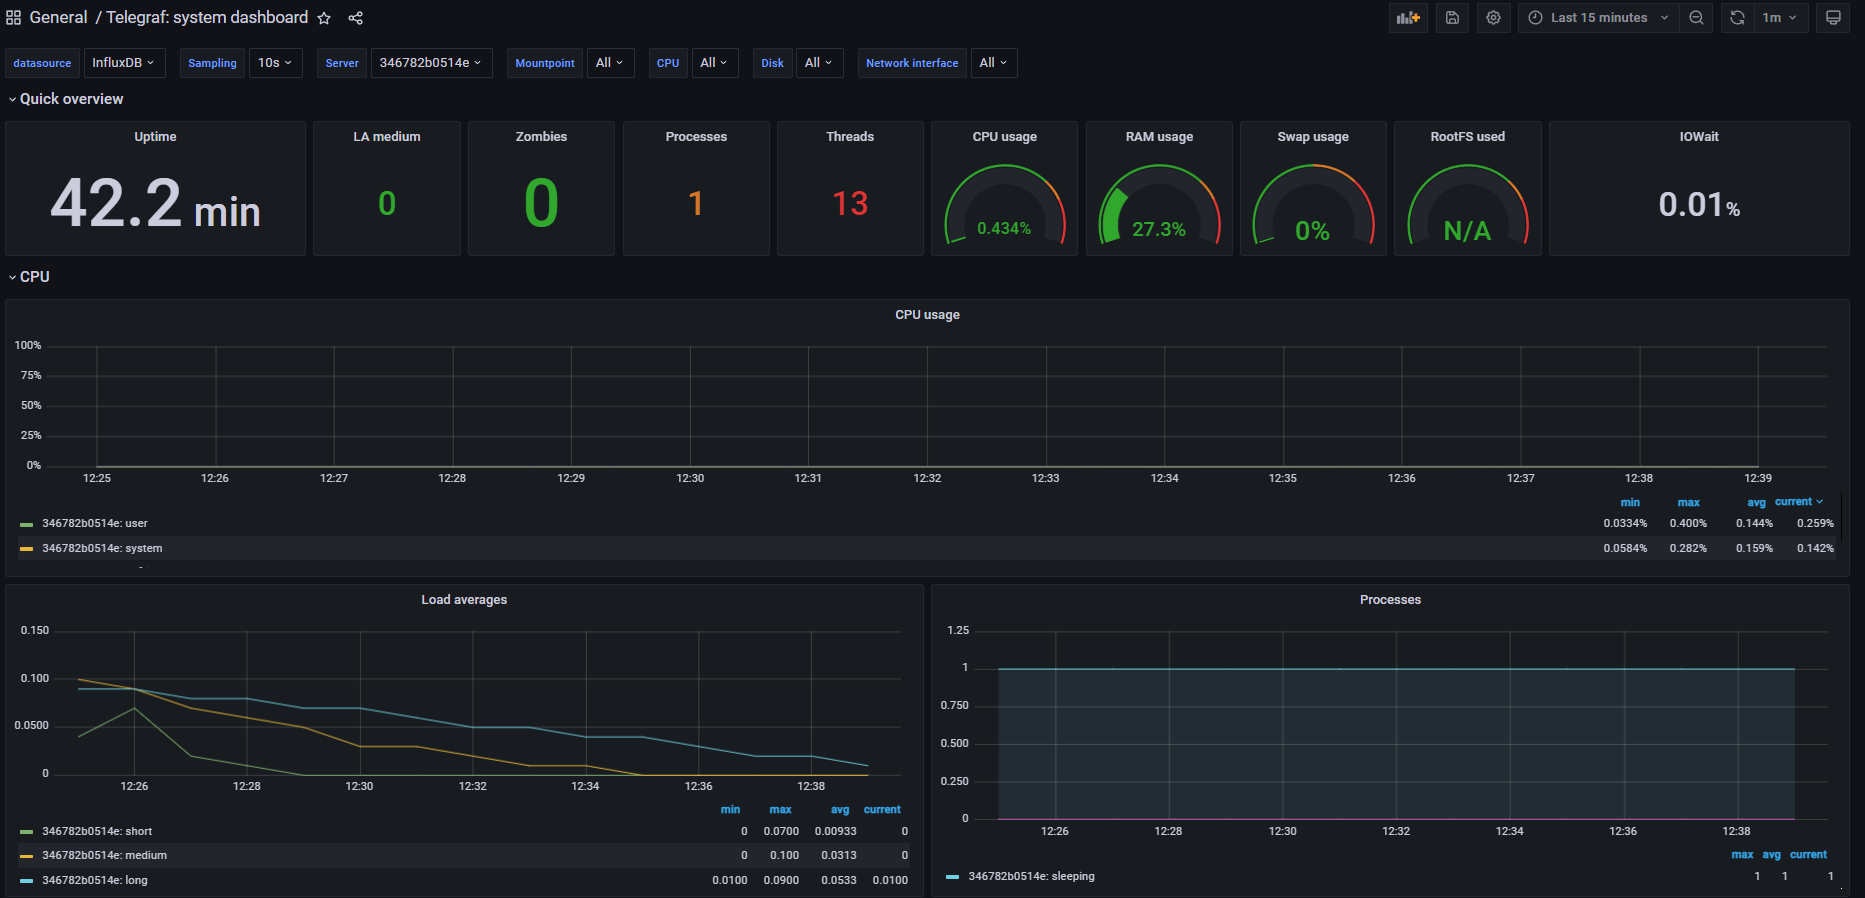 General / Telegraf: system dashboard
Last 15 minutes
1m
datasource InfluxDB Sampling 10s Server 346782b0514e Mountpoint All CPU All Disk All Network interface All
Quick overview
Uptime
42.2 min
LA medium
0
Zombies
0
Processes
1
Threads
13
CPU usage
0.434%
RAM usage
27.3%
Swap usage
0%
RootFS used
N/A
IOWait
0.01%
CPU
CPU usage
100%
75%
50%
25%
0%
12:25 12:26 12:27 12:28 12:29 12:30 12:31 12:32 12:33 12:34 12:35 12:36 12:37 12:38 12:39
min max avg current
346782b0514e: user 0.0334% 0.400% 0.144% 0.259%
346782b0514e: system 0.0584% 0.282% 0.159% 0.142%
Load averages
0.150
0.100
0.0500
0
12:26 12:28 12:30 12:32 12:34 12:36 12:38
min max avg current
346782b0514e: short 0 0.0700 0.00933 0
346782b0514e: medium 0 0.100 0.0313 0
346782b0514e: long 0.0100 0.0900 0.0533 0.0100
Processes
1.25
1
0.750
0.500
0.250
0
12:26 12:28 12:30 12:32 12:34 12:36 12:38
max avg current
346782b0514e: sleeping 1 1 1